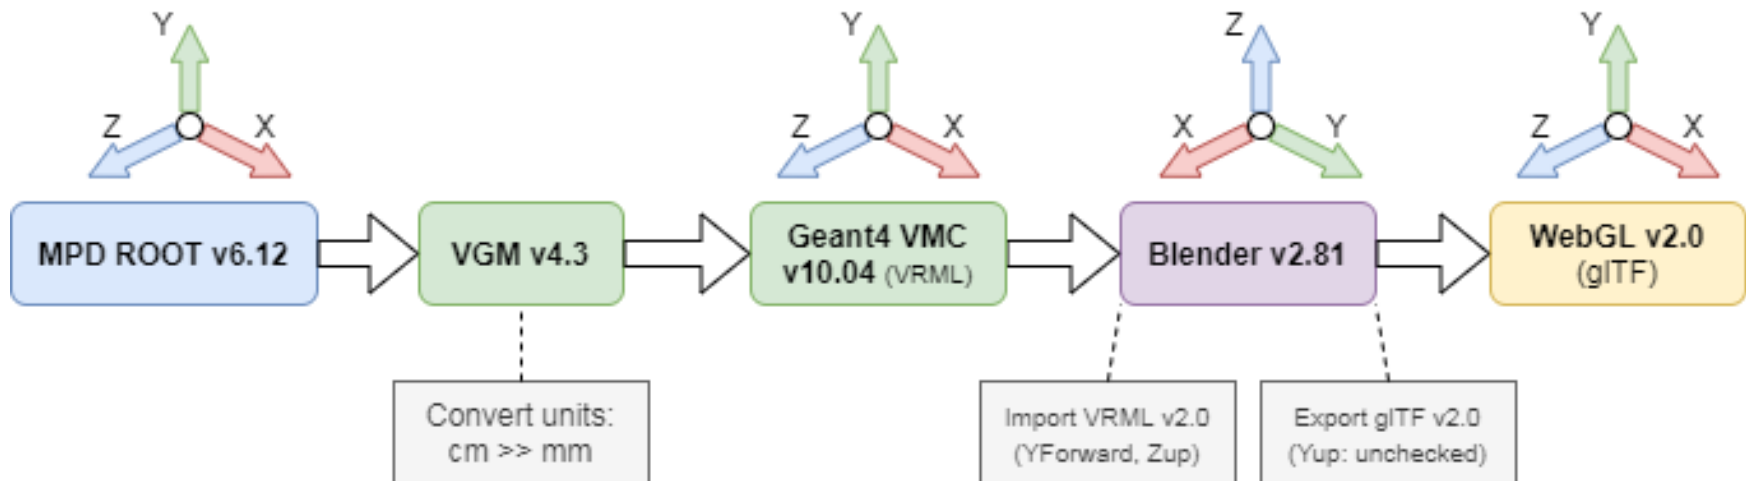 Y
Z
X
Y
Z
X
Z
X
Y
Y
Z
X
MPD ROOT v6.12
VGM v4.3
Geant4 VMC
v10.04 (VRML)
Blender v2.81
WebGL v2.0
(glTF)
Convert units:
cm >> mm
Import VRML v2.0
(YForward, Zup)
Export glTF v2.0
(Yup: unchecked)